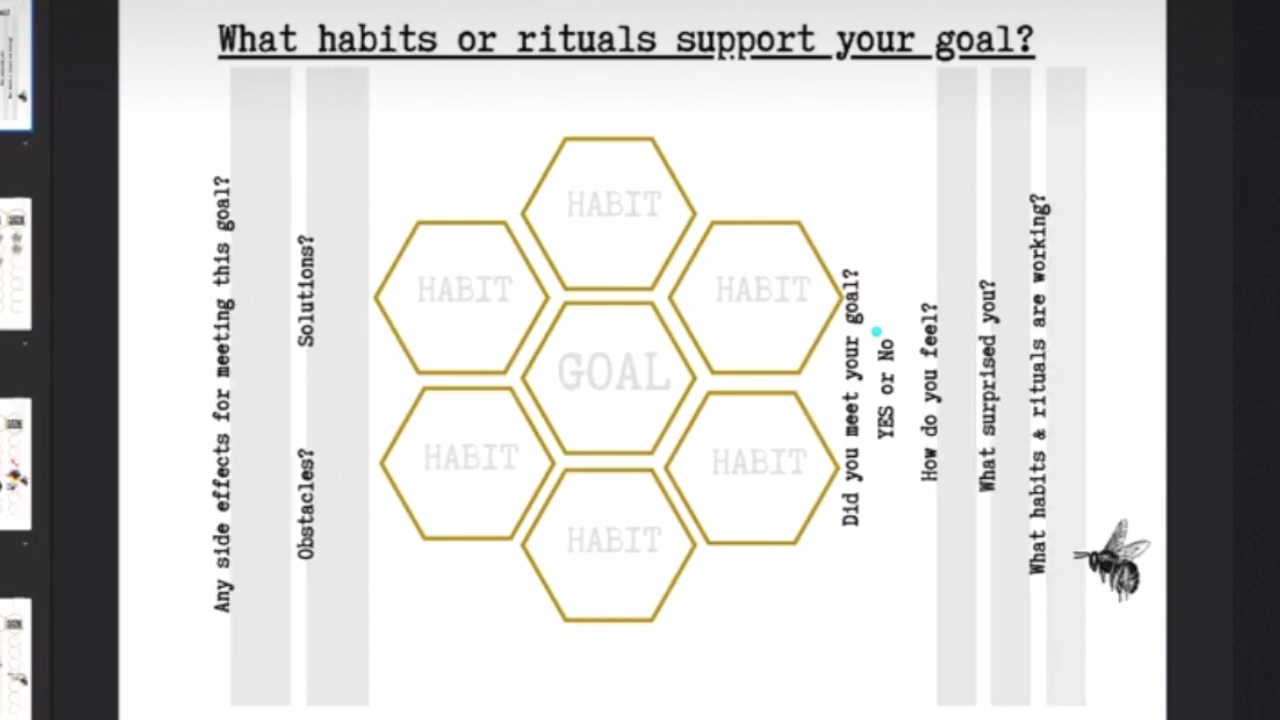 What habits or rituals support your goal?
Any side effects for meeting this goal?
Obstacles?
Solutions?
HABIT
HABIT
HABIT
GOAL
HABIT
HABIT
HABIT
Did you meet your goal?
YES or No
How do you feel?
What surprised you?
What habits & rituals are working?